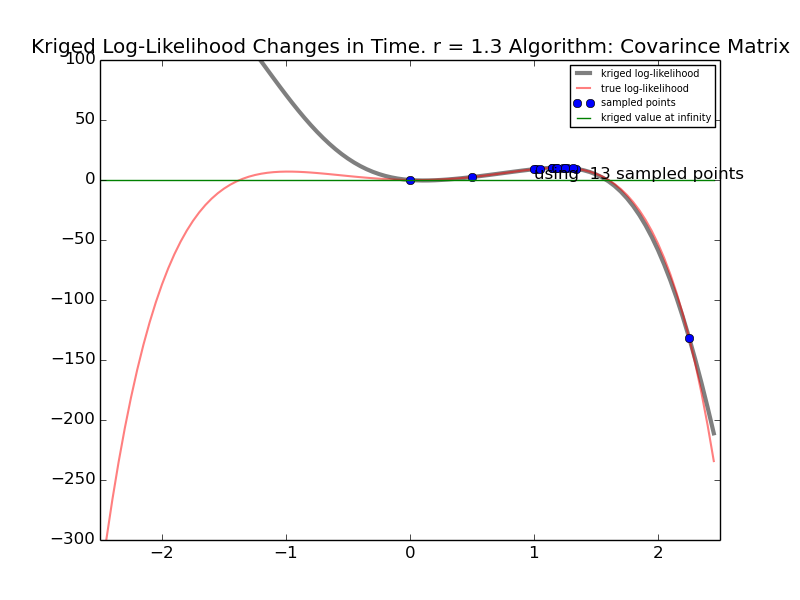 Kriged Log-Likelihood Changes in Time. r = 1.3 Algorithm: Covarince Matrix
100
50
0
−50
−100
−150
−200
−250
−300
−2
−1
0
1
2
kriged log-likelihood
true log-likelihood
sampled points
kriged value at infinity
using  13 sampled points